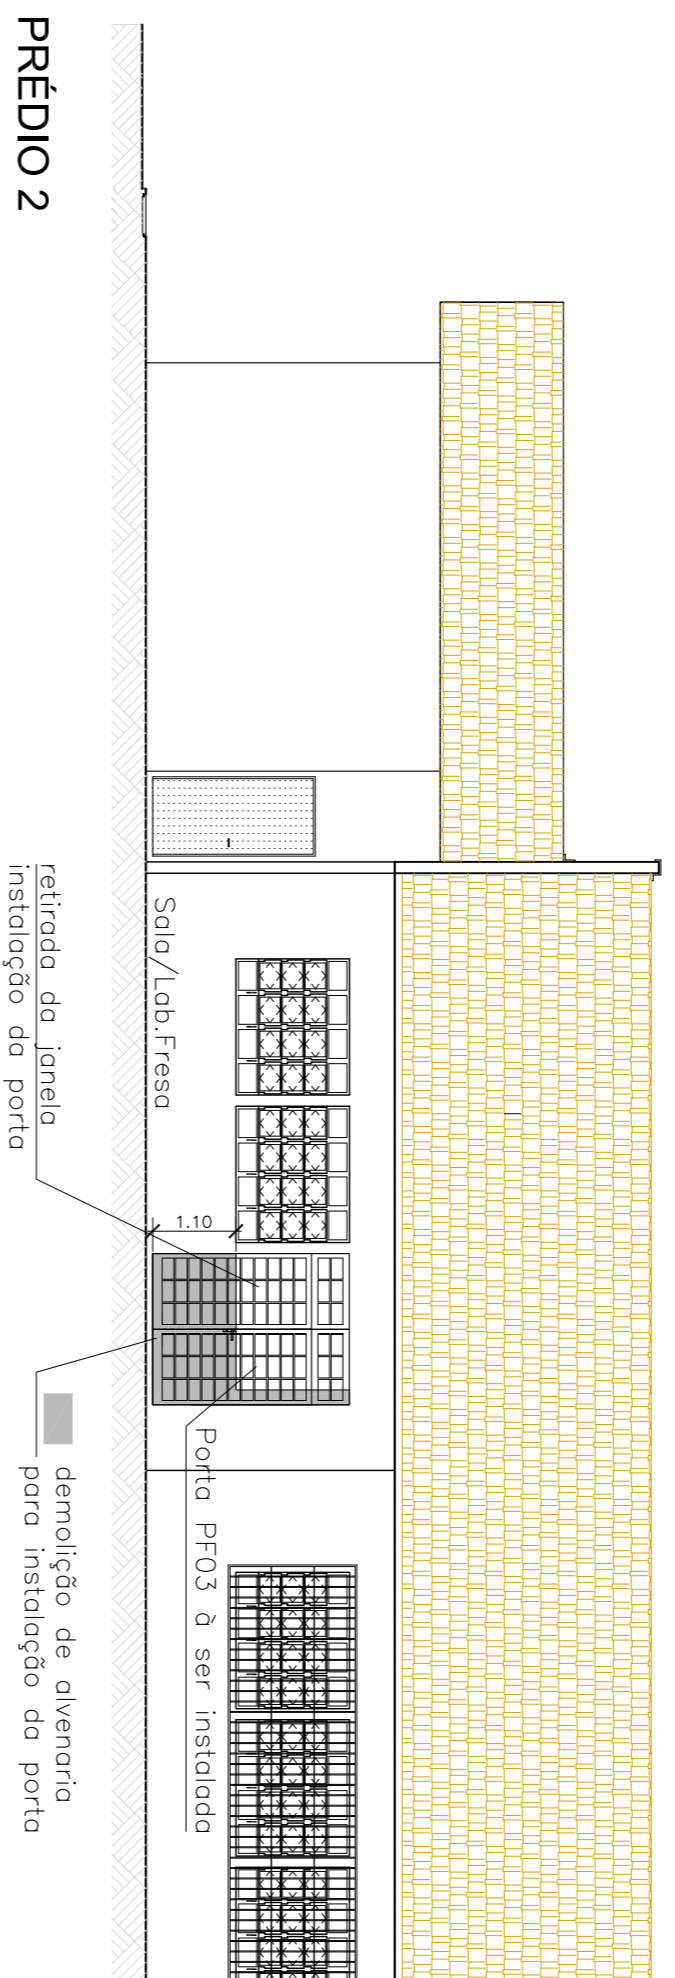 Sala/Lab.Fresa
1.10
Porta PF03 à ser instalada
retirada da janela
instalação da porta
demolição de alvenaria
para instalação da porta
PRÉDIO 2